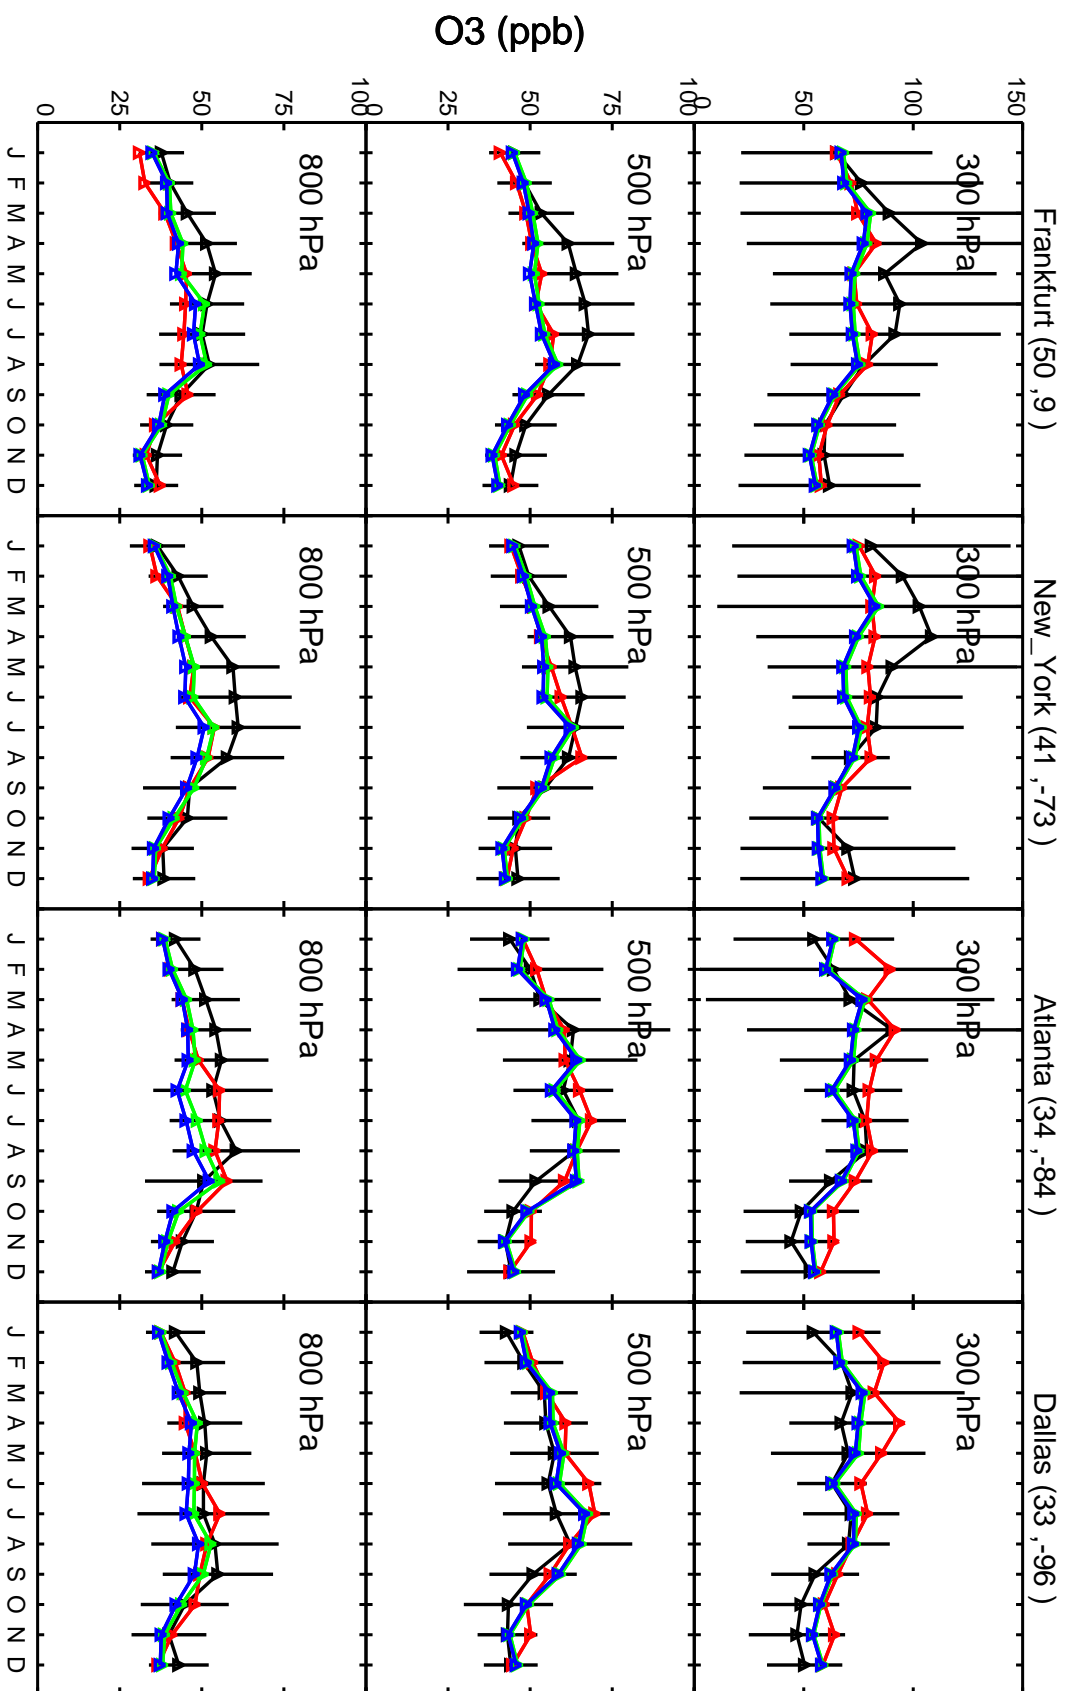 Frankfurt (50 ,9 )
New_York (41 ,-73 )
Atlanta (34 ,-84 )
Dallas (33 ,-96 )
150
100
50
0
300 hPa
300 hPa
300 hPa
300 hPa
O3 (ppb)
100
75
50
25
0
500 hPa
500 hPa
500 hPa
500 hPa
100
75
50
25
0
800 hPa
800 hPa
800 hPa
800 hPa
J F M A M J J A S O N D
J F M A M J J A S O N D
J F M A M J J A S O N D
J F M A M J J A S O N D